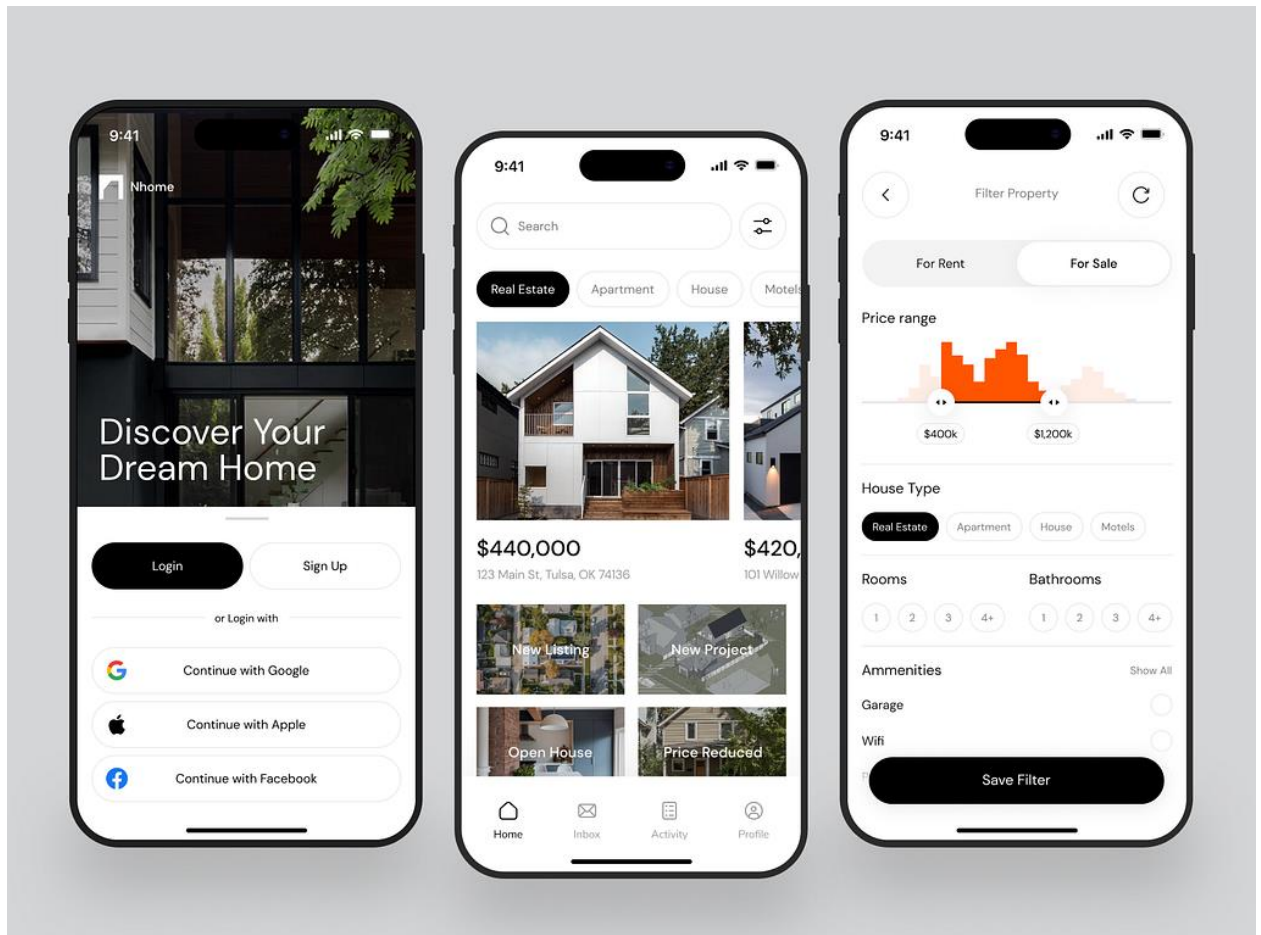 9:41
Nhome
Discover Your
Dream Home
Login
Sign Up
or Login with
Continue with Google
Continue with Apple
Continue with Facebook
9:41
Search
Real Estate
Apartment
House
Motels
$440,000
123 Main St, Tulsa, OK 74136
$420,
101 Willow
New Listing
New Project
Open House
Price Reduced
Home
Inbox
Activity
Profile
9:41
Filter Property
For Rent
For Sale
Price range
$400k
$1,200k
House Type
Real Estate
Apartment
House
Motels
Rooms
Bathrooms
1 2 3 4+
1 2 3 4+
Ammenities
Show All
Garage
Wifi
Save Filter